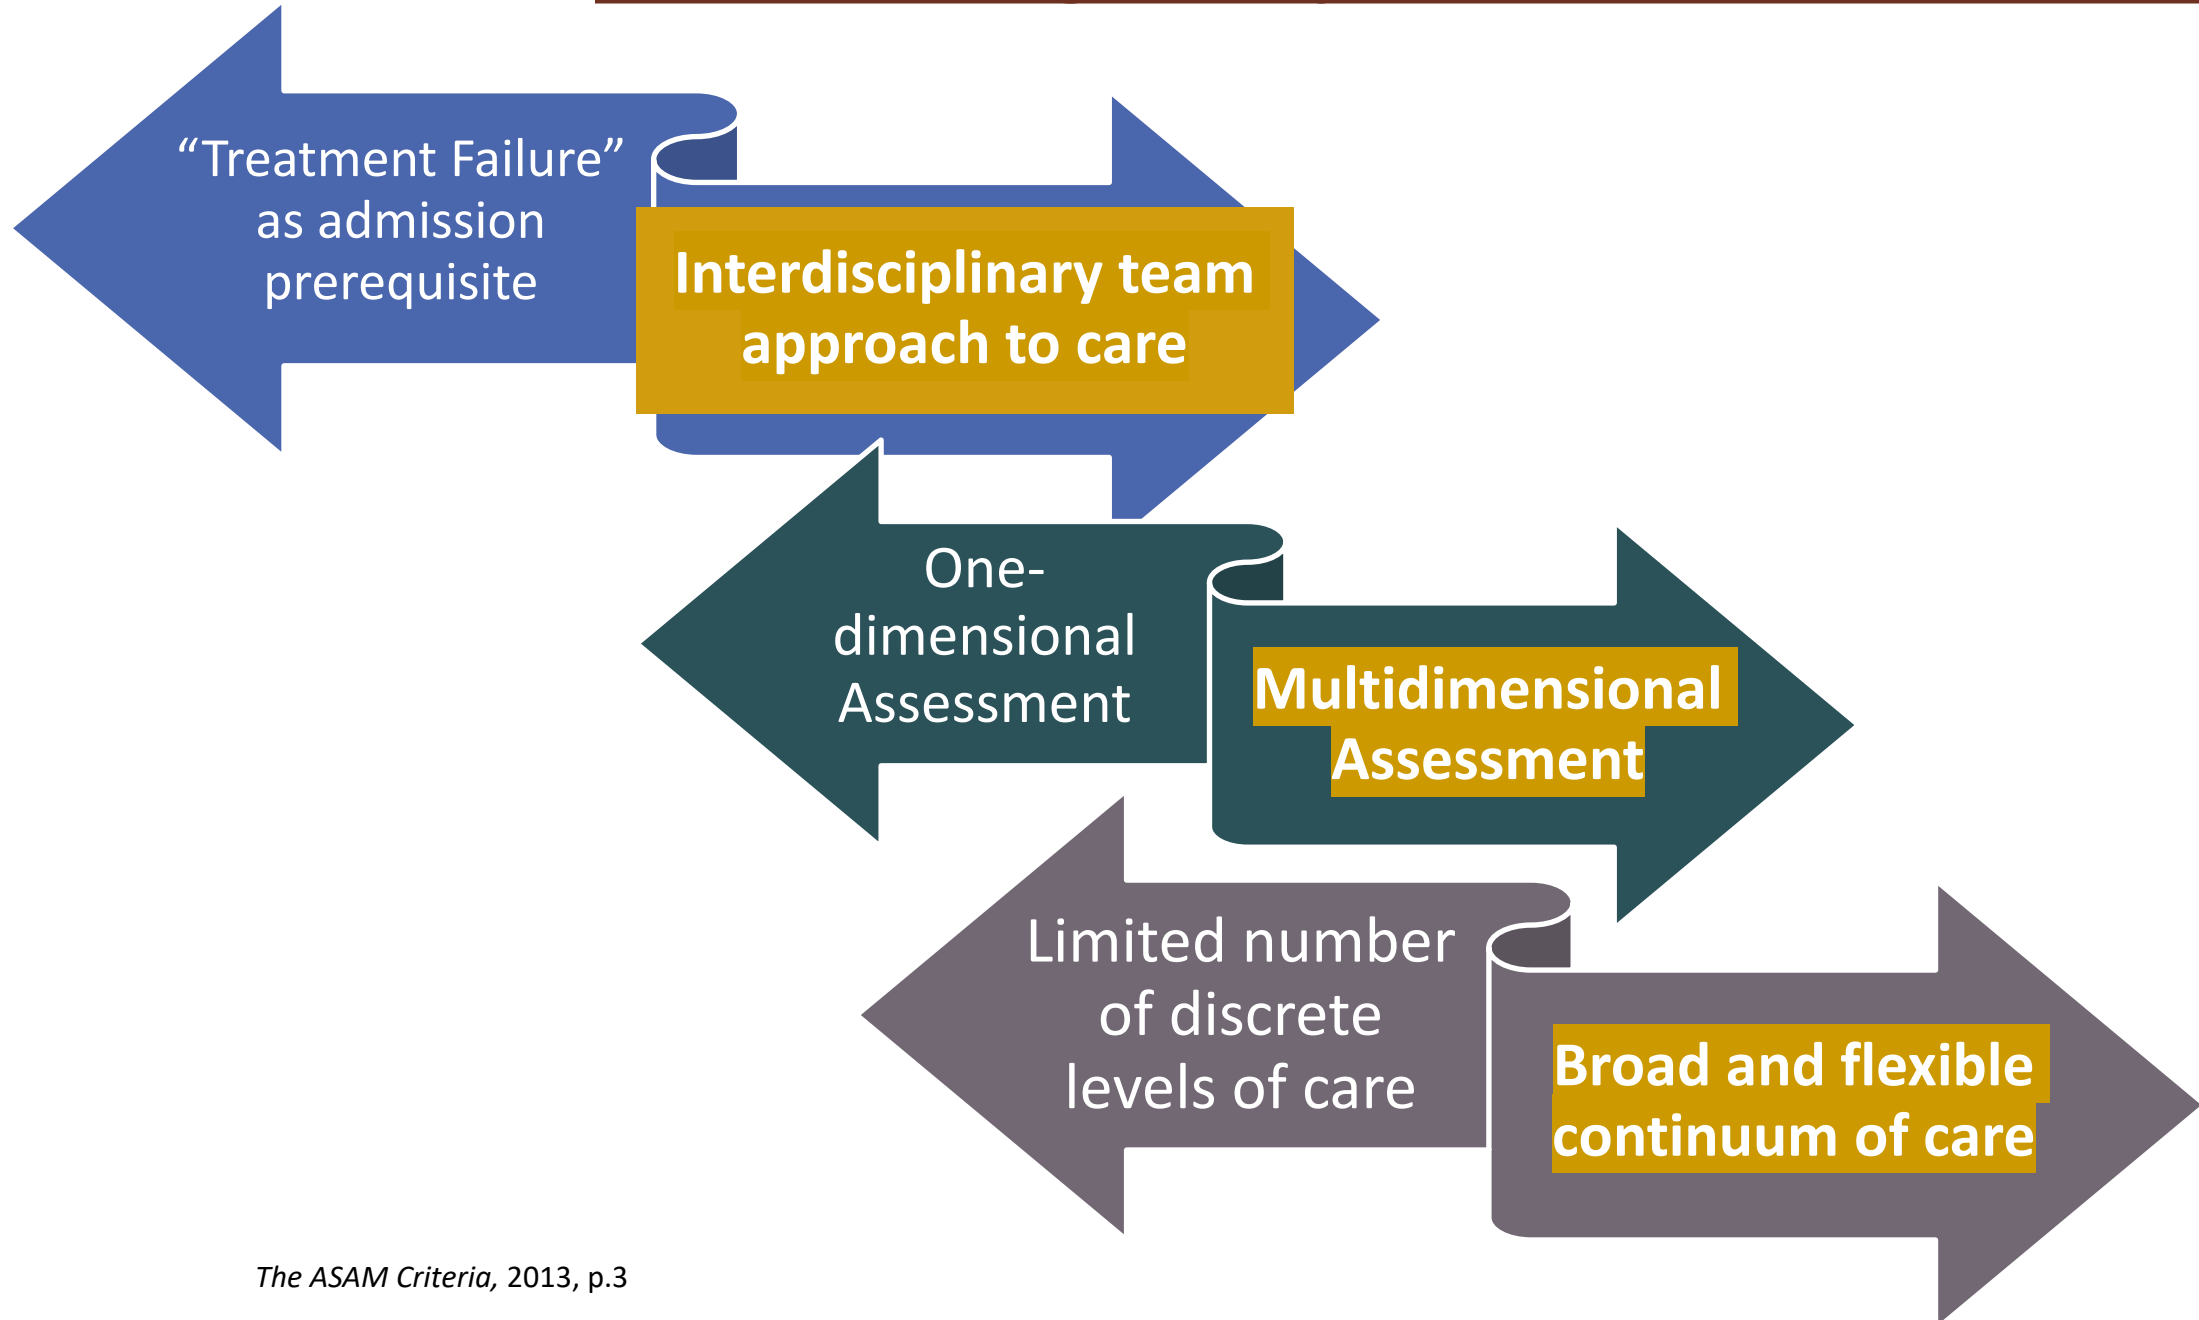 “Treatment Failure”
as admission
prerequisite
Interdisciplinary team
approach to care
One-
dimensional
Assessment
Multidimensional
Assessment
Limited number
of discrete
levels of care
Broad and flexible
continuum of care
The ASAM Criteria, 2013, p.3